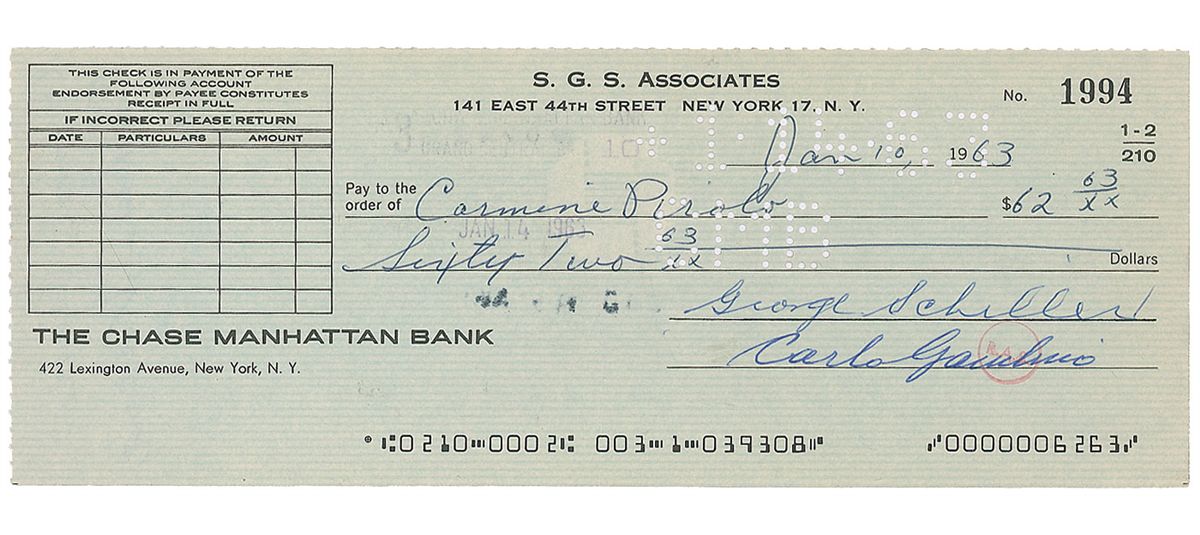 THIS CHECK IS IN PAYMENT OF THE
FOLLOWING ACCOUNT
ENDORSEMENT BY PAYEE CONSTITUTES
RECEIPT IN FULL
IF INCORRECT PLEASE RETURN
DATE PARTICULARS AMOUNT
S. G. S. ASSOCIATES
141 EAST 44TH STREET NEW YORK 17, N. Y.
No. 1994
1-2
210
Jan 10, 1963
Pay to the
order of Carmine Pirolo $62 63/xx
JAN 14 1963
Sixty Two 63/xx Dollars
George Schiller
Carlo Gambino
THE CHASE MANHATTAN BANK
422 Lexington Avenue, New York, N. Y.
⑆0210⑉0002⑆ 003⑉1⑉039308⑈ ⑇0000006263⑇